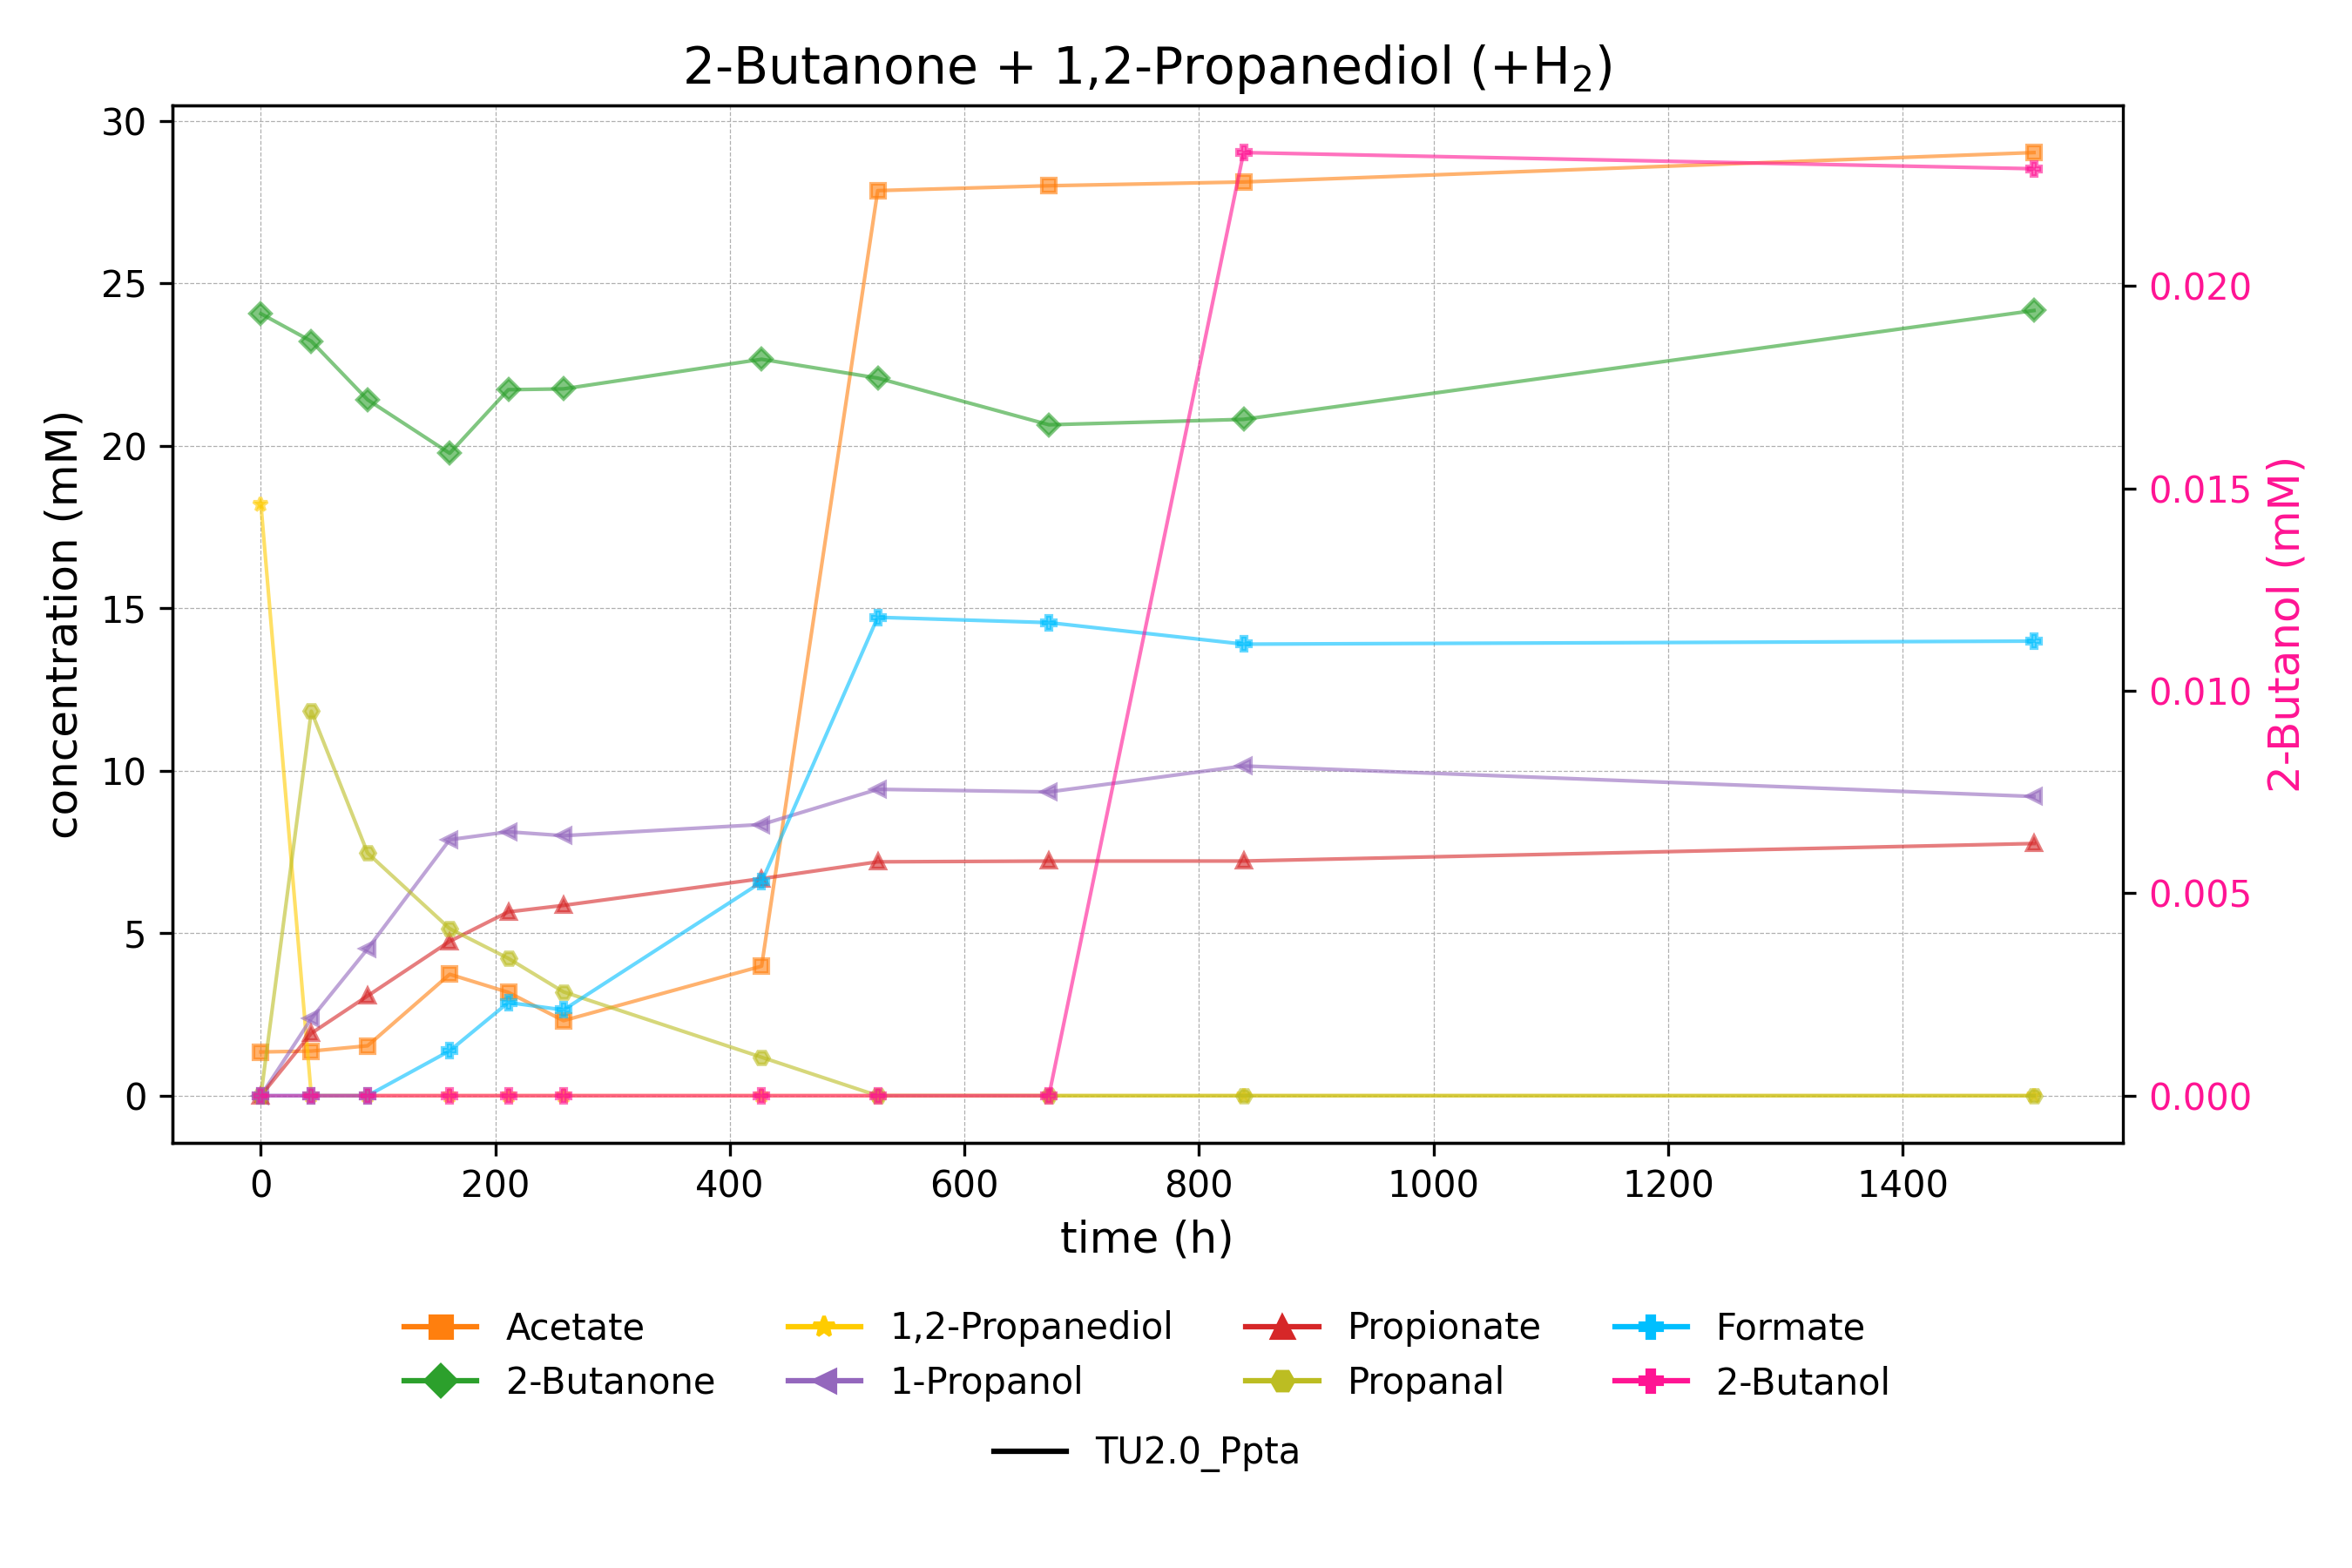 2-Butanone + 1,2-Propanediol (+H₂)
30
25
20
15
10
5
0
concentration (mM)
0.020
0.015
0.010
0.005
0.000
2-Butanol (mM)
0 200 400 600 800 1000 1200 1400
time (h)
Acetate 1,2-Propanediol Propionate Formate
2-Butanone 1-Propanol Propanal 2-Butanol
TU2.0_Ppta